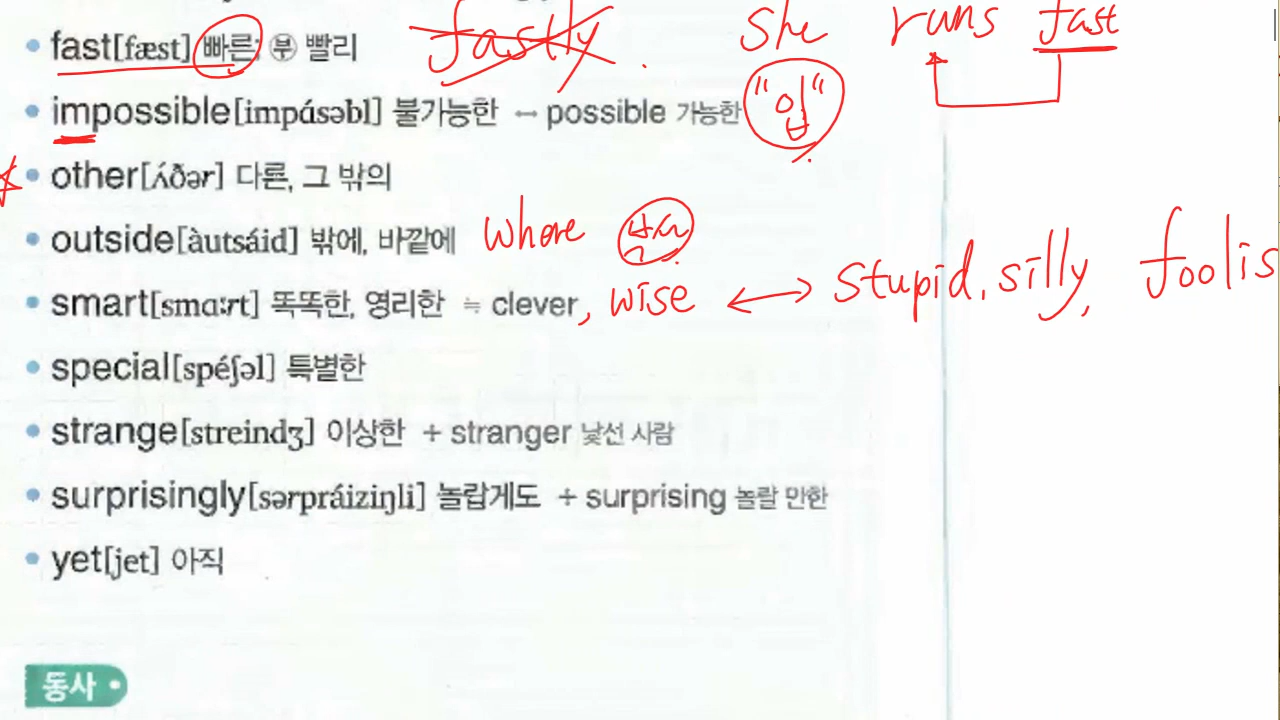 fast[fæst] 빠른; 부 빨리 fastly She runs fast
impossible[impάsəbl] 불가능한 ↔ possible 가능한 "입"
other[ʌ́ðər] 다른, 그 밖의
outside[àutsáid] 밖에, 바깥에 where 부사
smart[smɑːrt] 똑똑한, 영리한 ≒ clever, wise ↔ stupid, silly, foolis
special[spéʃəl] 특별한
strange[streindʒ] 이상한 + stranger 낯선 사람
surprisingly[sərpráiziŋli] 놀랍게도 + surprising 놀랄 만한
yet[jet] 아직
동사